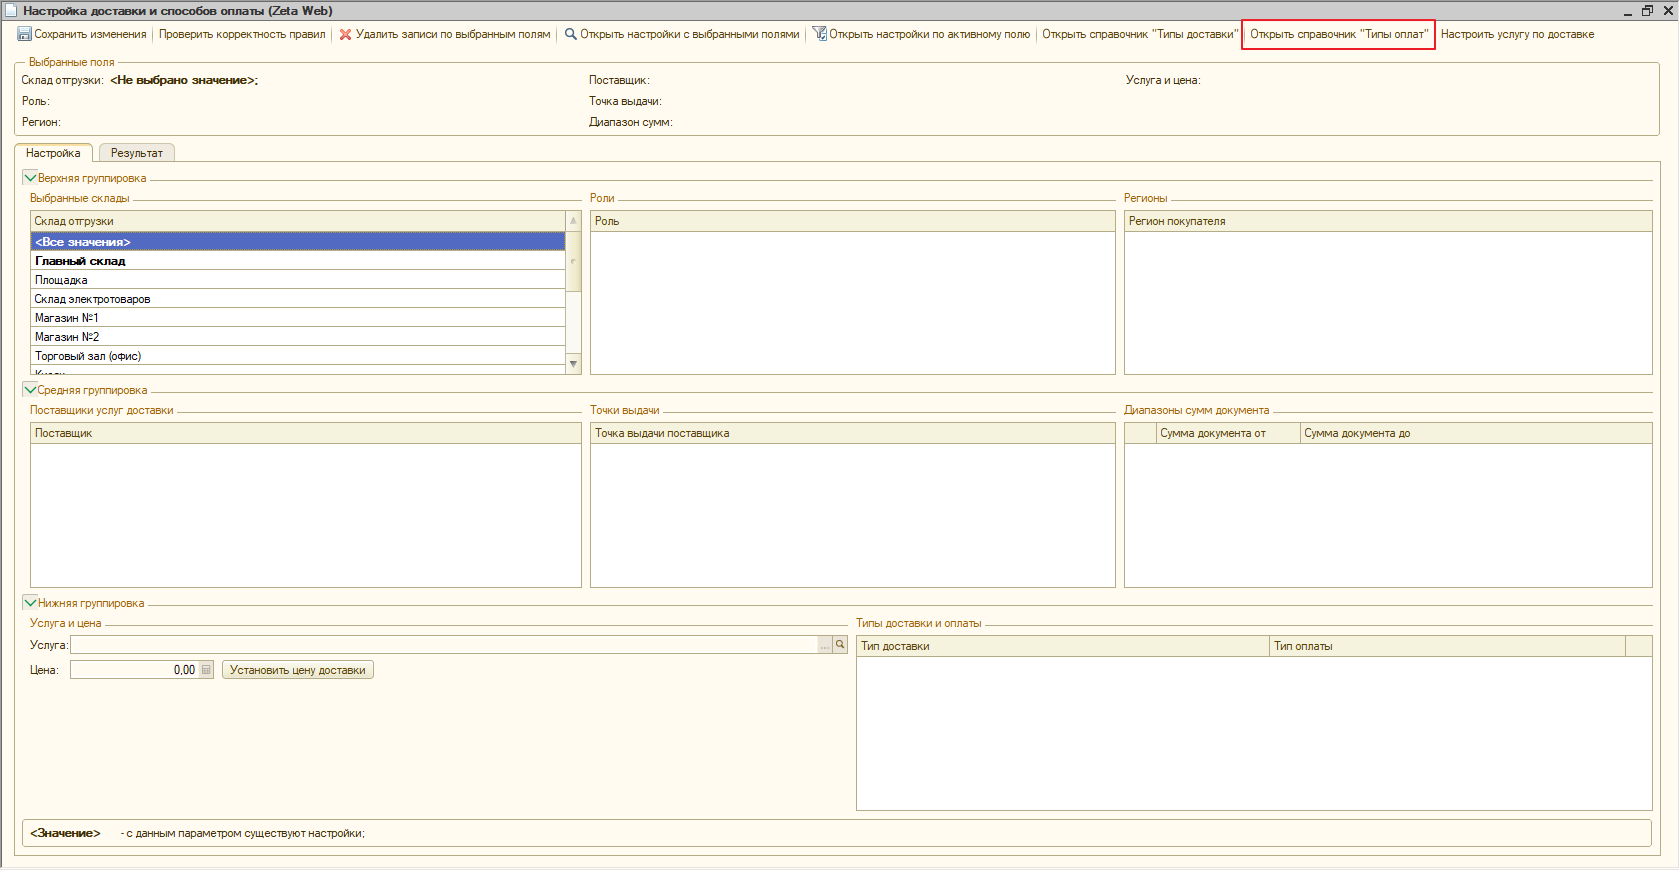 Настройка доставки и способов оплаты (Zeta Web)
Сохранить изменения Проверить корректность правил Удалить записи по выбранным полям Открыть настройки с выбранными полями Открыть настройки по активному полю Открыть справочник "Типы доставки" Открыть справочник "Типы оплат" Настроить услугу по доставке
Выбранные поля
Склад отгрузки: <Не выбрано значение>; Поставщик: Услуга и цена:
Роль: Точка выдачи:
Регион: Диапазон сумм:
Настройка Результат
Верхняя группировка
Выбранные склады Роли Регионы
Склад отгрузки Роль Регион покупателя
<Все значения>
Главный склад
Площадка
Склад электротоваров
Магазин №1
Магазин №2
Торговый зал (офис)
Средняя группировка
Поставщики услуг доставки Точки выдачи Диапазоны сумм документа
Поставщик Точка выдачи поставщика Сумма документа от Сумма документа до
Нижняя группировка
Услуга и цена Типы доставки и оплаты
Услуга: ... Тип доставки Тип оплаты
Цена: 0,00 Установить цену доставки
<Значение> - с данным параметром существуют настройки;